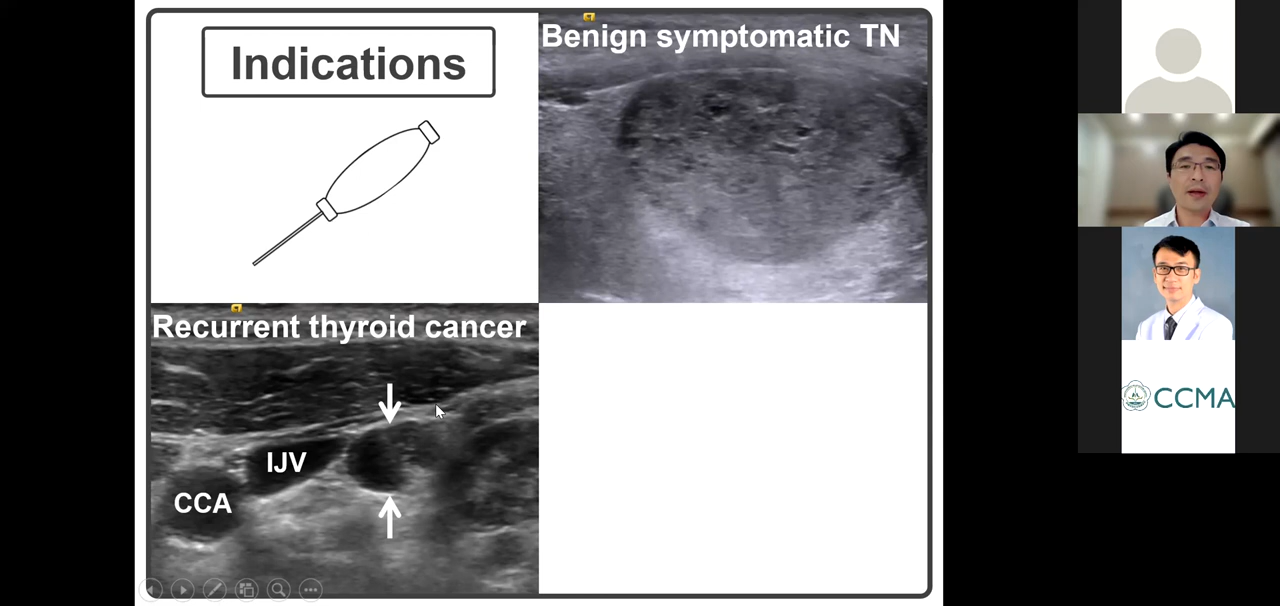 Indications
Benign symptomatic TN
Recurrent thyroid cancer
IJV
CCA
CCMA